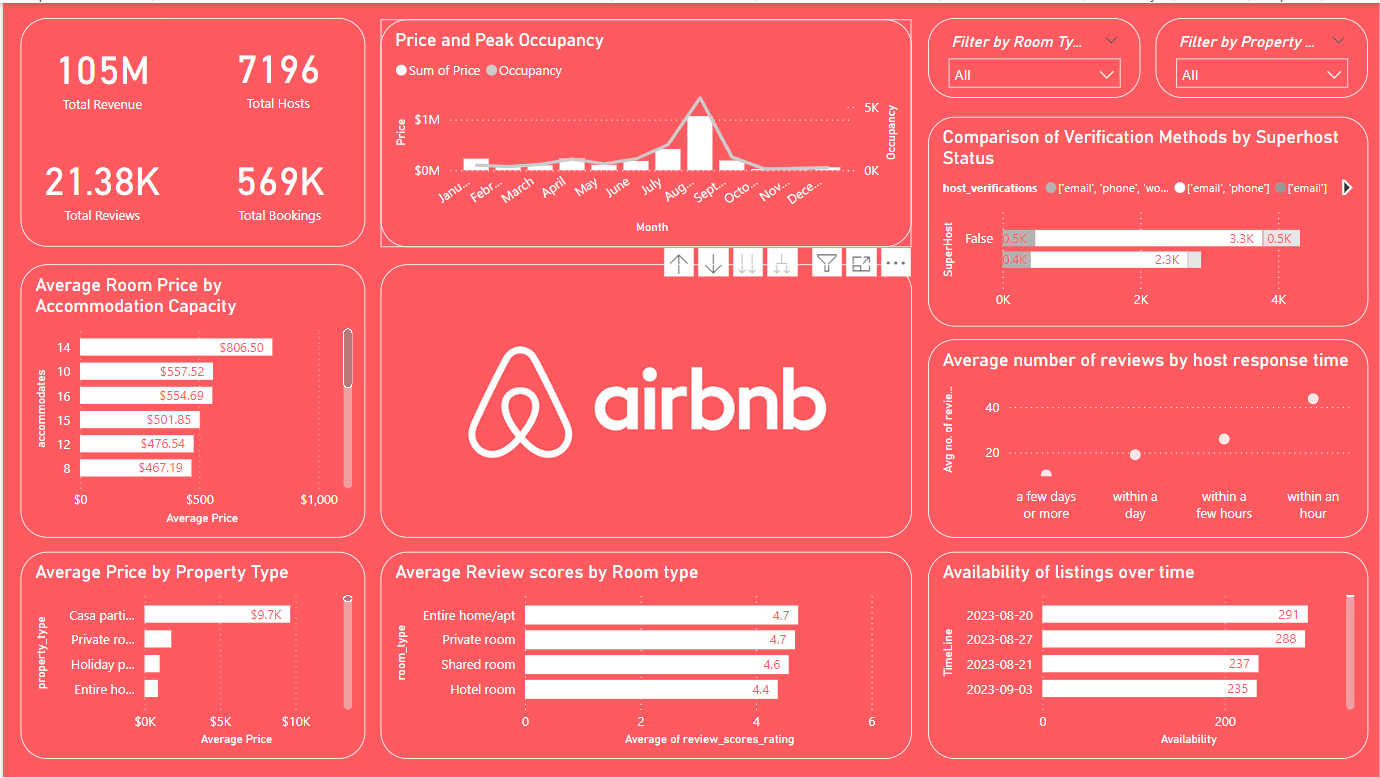 105M
Total Revenue
7196
Total Hosts
21.38K
Total Reviews
569K
Total Bookings
Price and Peak Occupancy
Sum of Price Occupancy
Price
$1M
$0M
5K
0K
Occupancy
Janu...
Febr...
March
April
May
June
July
Aug...
Sept...
Octo...
Nov...
Dece...
Month
Filter by Room Ty...
All
Filter by Property ...
All
Comparison of Verification Methods by Superhost
Status
host_verifications ['email', 'phone', 'wo... ['email', 'phone'] ['email']
SuperHost
False 0.5K 3.3K 0.5K
0.4K 2.3K
0K 2K 4K
Average Room Price by
Accommodation Capacity
accommodates
14 $806.50
10 $557.52
16 $554.69
15 $501.85
12 $476.54
8 $467.19
$0 $500 $1,000
Average Price
airbnb
Average number of reviews by host response time
Avg no. of revie...
40
20
a few days
or more
within a
day
within a
few hours
within an
hour
Average Price by Property Type
property_type
Casa parti... $9.7K
Private ro...
Holiday p...
Entire ho...
$0K $5K $10K
Average Price
Average Review scores by Room type
room_type
Entire home/apt 4.7
Private room 4.7
Shared room 4.6
Hotel room 4.4
0 2 4 6
Average of review_scores_rating
Availability of listings over time
TimeLine
2023-08-20 291
2023-08-27 288
2023-08-21 237
2023-09-03 235
0 200
Availability